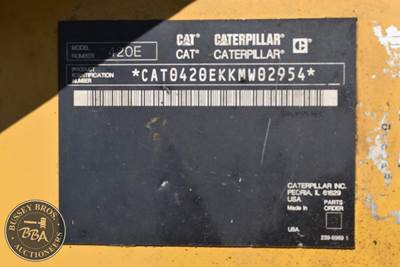 MODEL NUMBER 420E
CAT CATERPILLAR
CAT CATERPILLAR C
PRODUCT IDENTIFICATION NUMBER *CAT0420EKKMW02954*
CATERPILLAR INC.
PEORIA, IL 61629
USA
Made In PARTS ORDER
USA
BUSSEY BROS.
BBA